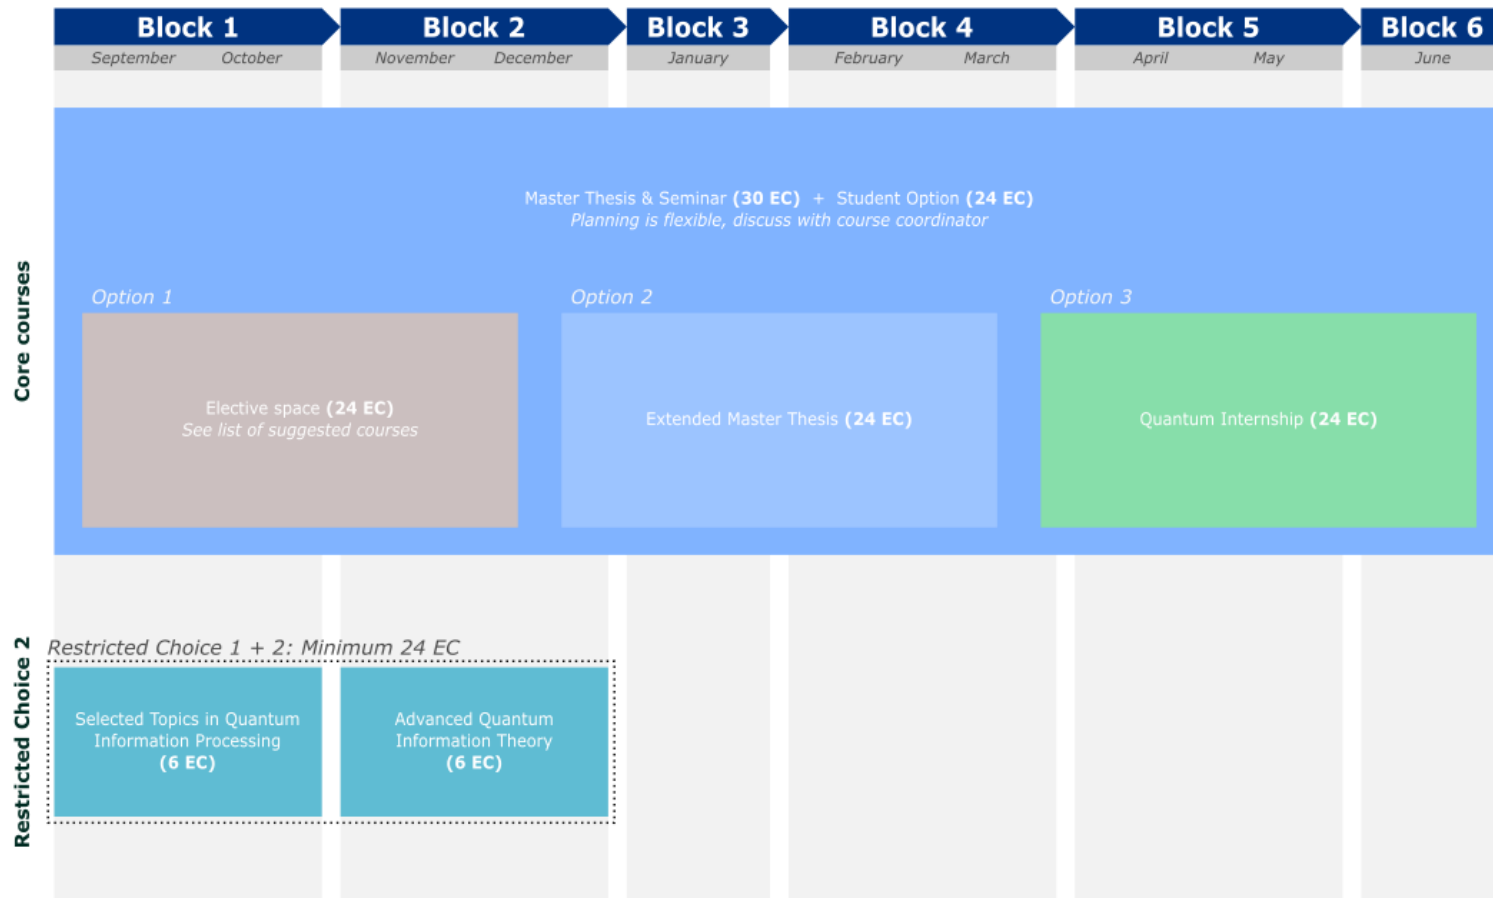 Block 1
Block 2
Block 3
Block 4
Block 5
Block 6
September October
November December
January
February March
April May
June
Core courses
Master Thesis & Seminar (30 EC) + Student Option (24 EC)
Planning is flexible, discuss with course coordinator
Option 1
Option 2
Option 3
Elective space (24 EC)
See list of suggested courses
Extended Master Thesis (24 EC)
Quantum Internship (24 EC)
Restricted Choice 2
Restricted Choice 1 + 2: Minimum 24 EC
Selected Topics in Quantum
Information Processing
(6 EC)
Advanced Quantum
Information Theory
(6 EC)